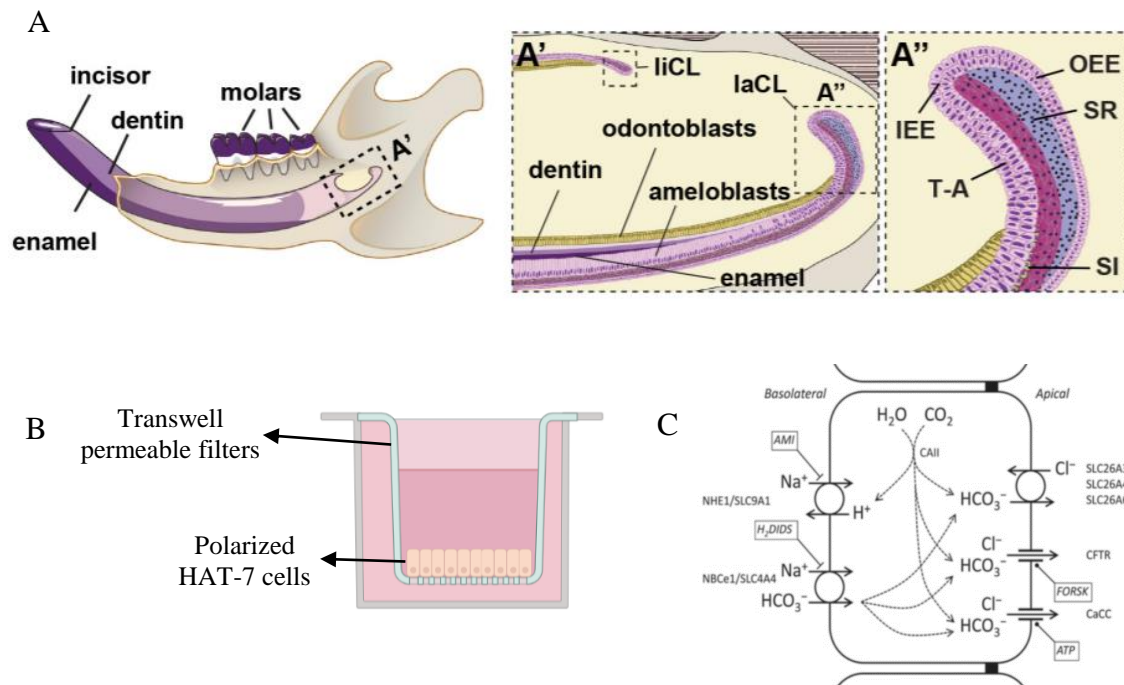 A
incisor
dentin
molars
A'
enamel
A'
liCL
laCL
A''
odontoblasts
dentin
ameloblasts
enamel
A''
OEE
IEE
SR
T-A
SI
B
Transwell
permeable filters
Polarized
HAT-7 cells
C
Basolateral
Apical
H₂O CO₂
CAII
AMI
Na⁺
NHE1/SLC9A1
H⁺
H₂DIDS
Na⁺
NBCe1/SLC4A4
HCO₃⁻
Cl⁻
HCO₃⁻
SLC26A3
SLC26A4
Cl⁻
HCO₃⁻
CFTR
FORSK
Cl⁻
HCO₃⁻
CaCC
ATP